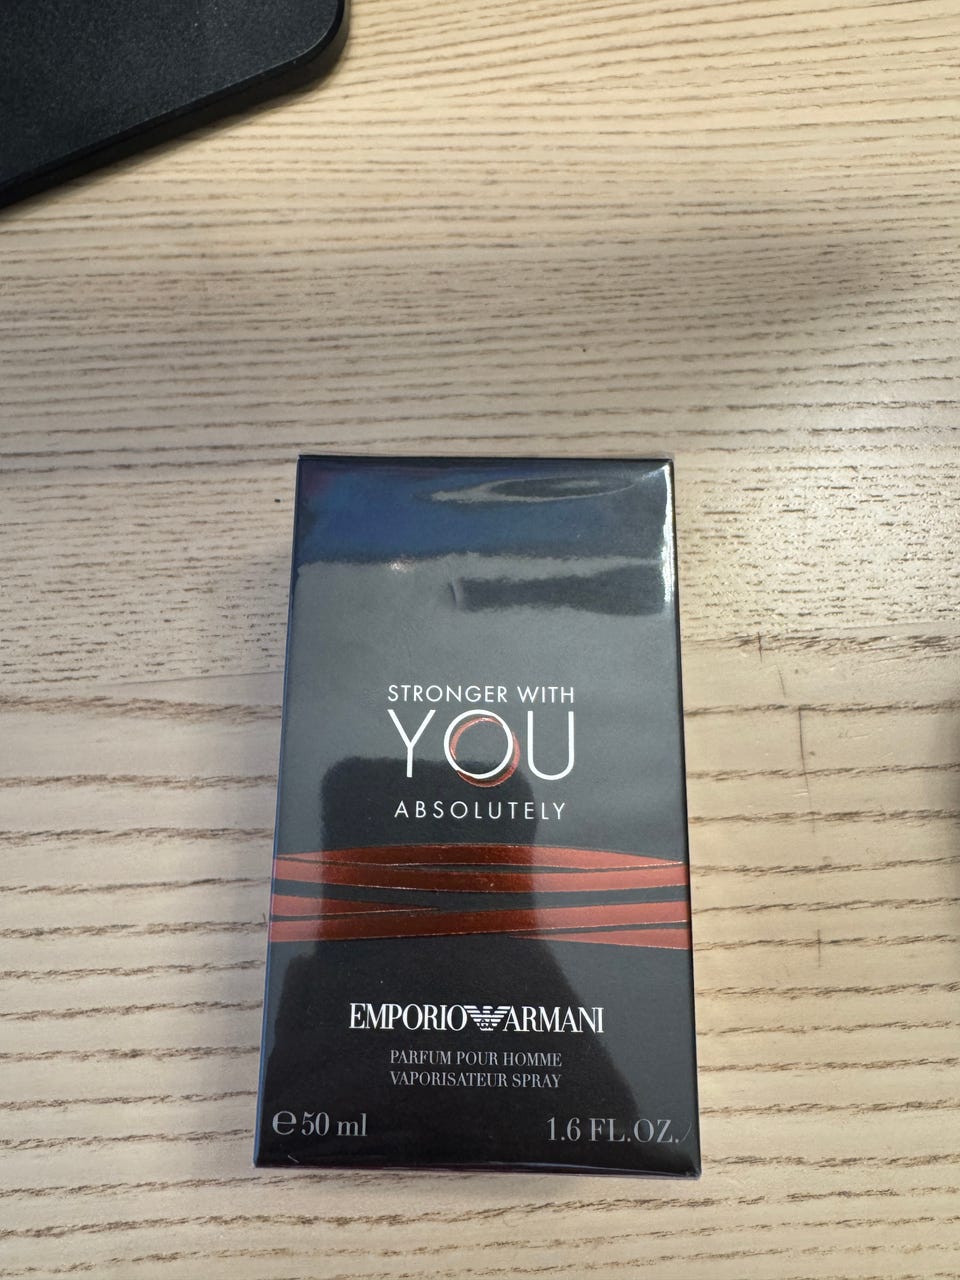 STRONGER WITH
YOU
ABSOLUTELY
EMPORIO ARMANI
PARFUM POUR HOMME
VAPORISATEUR SPRAY
℮ 50 ml 1.6 FL.OZ.